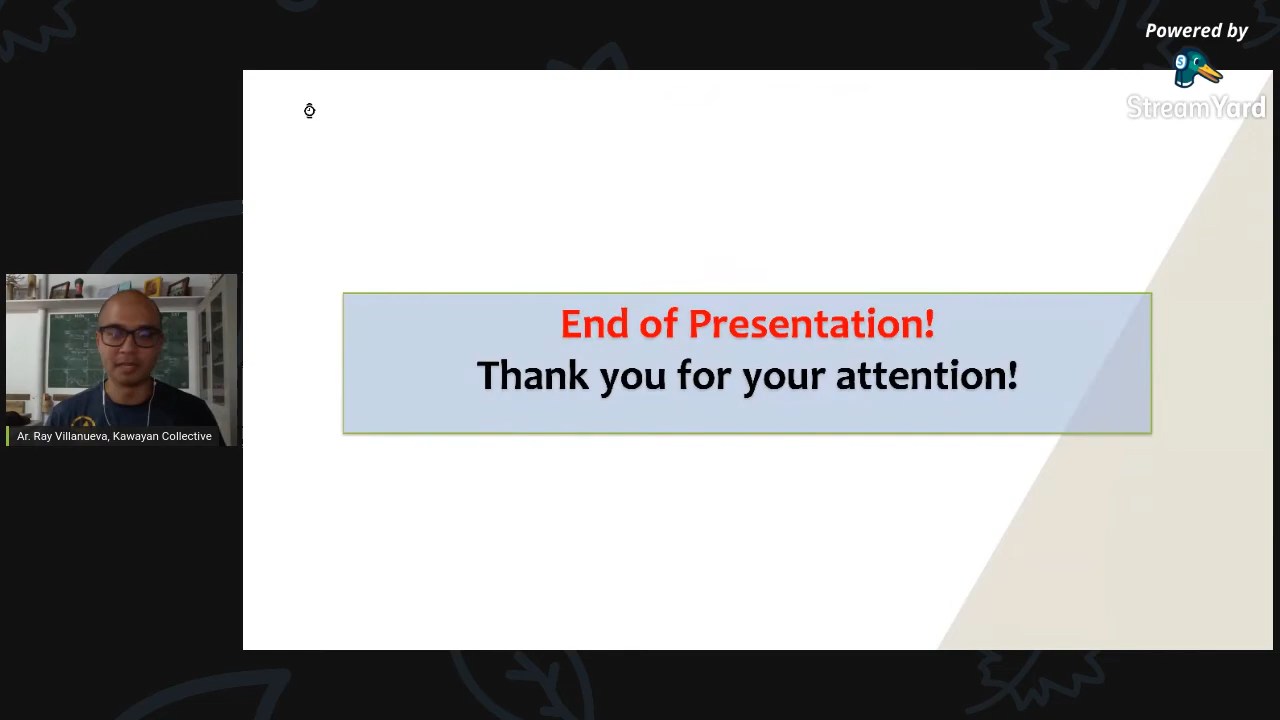 Powered by
StreamYard
End of Presentation!
Thank you for your attention!
Ar. Ray Villanueva, Kawayan Collective